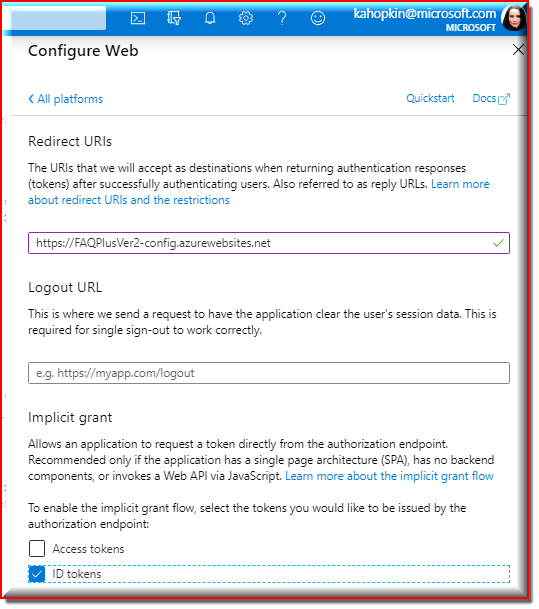 kahopkin@microsoft.com
MICROSOFT
Configure Web
All platforms
Quickstart
Docs
Redirect URIs
The URIs that we will accept as destinations when returning authentication responses
(tokens) after successfully authenticating users. Also referred to as reply URLs. Learn more
about redirect URIs and the restrictions
https://FAQPlusVer2-config.azurewebsites.net
Logout URL
This is where we send a request to have the application clear the user's session data. This is
required for single sign-out to work correctly.
e.g. https://myapp.com/logout
Implicit grant
Allows an application to request a token directly from the authorization endpoint.
Recommended only if the application has a single page architecture (SPA), has no backend
components, or invokes a Web API via JavaScript. Learn more about the implicit grant flow
To enable the implicit grant flow, select the tokens you would like to be issued by the
authorization endpoint:
Access tokens
ID tokens